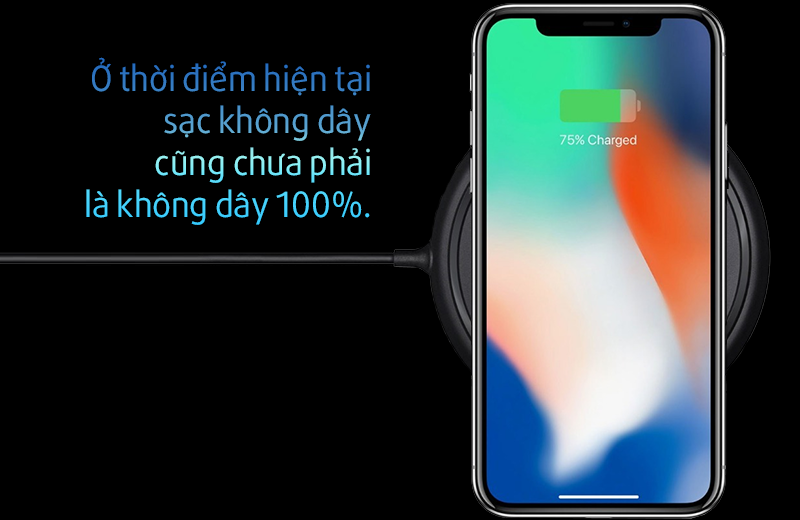 Ở thời điểm hiện tại
sạc không dây
cũng chưa phải
là không dây 100%.
75% Charged